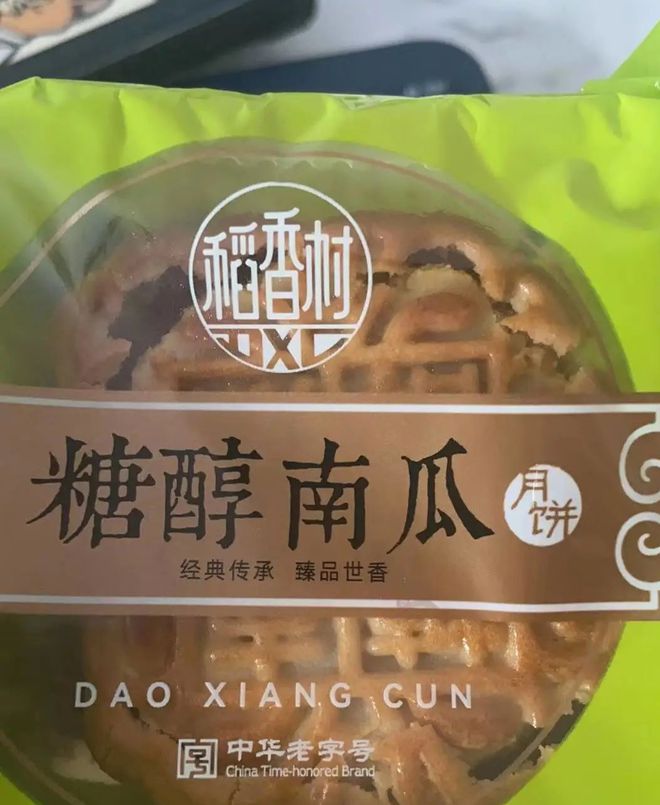 稻香村
DXC
糖醇南瓜
月饼
经典传承 臻品世香
DAO XIANG CUN
中华老字号
China Time-honored Brand